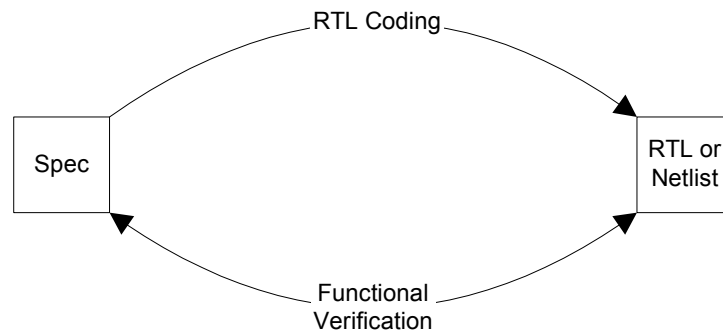 RTL Coding
Spec
RTL or
Netlist
Functional
Verification